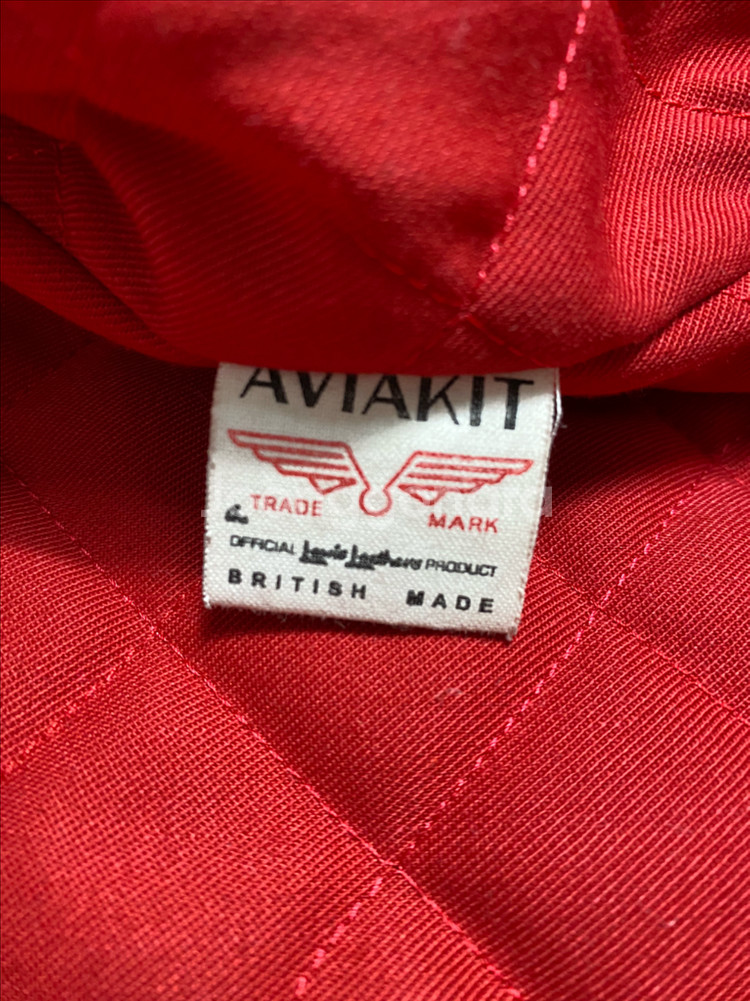 AVIAKIT
TRADE MARK
OFFICIAL Lewis Leathers PRODUCT
BRITISH MADE